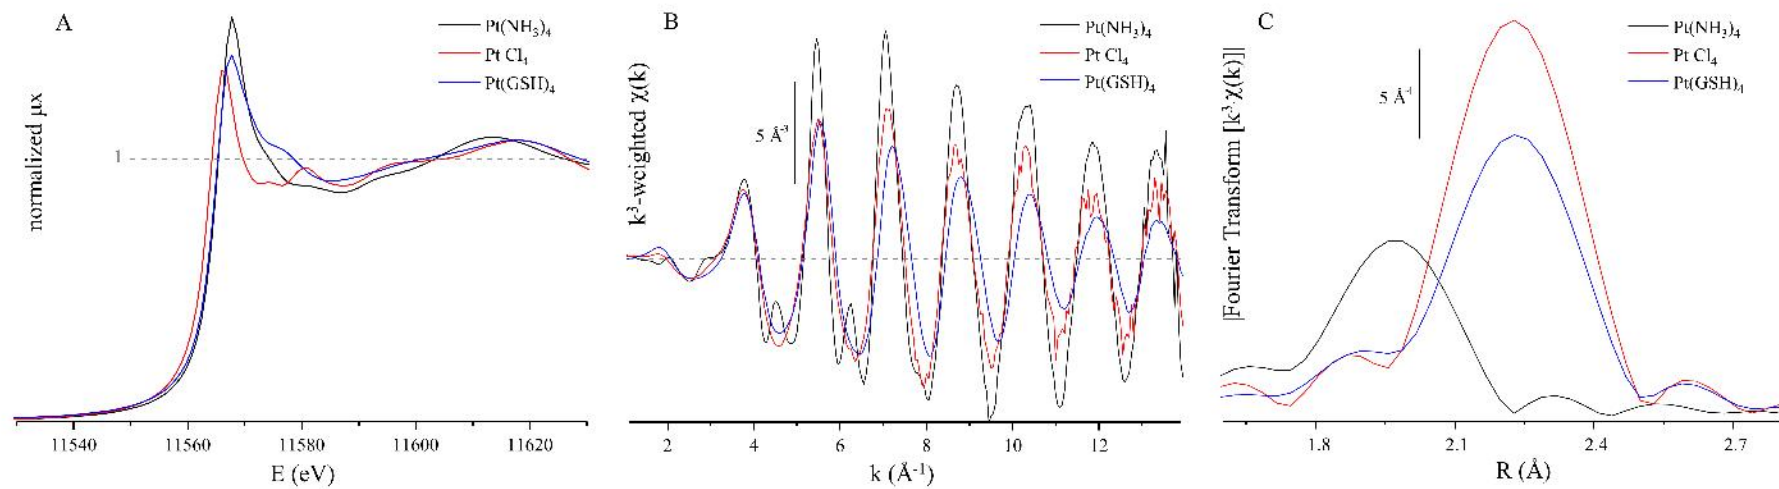 A
Pt(NH₃)₄
Pt Cl₄
Pt(GSH)₄
normalized µx
1
11540 11560 11580 11600 11620
E (eV)
B
Pt(NH₃)₄
Pt Cl₄
Pt(GSH)₄
k³-weighted χ(k)
5 Å⁻³
2 4 6 8 10 12
k (Å⁻¹)
C
Pt(NH₃)₄
Pt Cl₄
Pt(GSH)₄
|Fourier Transform [k³·χ(k)]|
5 Å⁻⁴
1.8 2.1 2.4 2.7
R (Å)